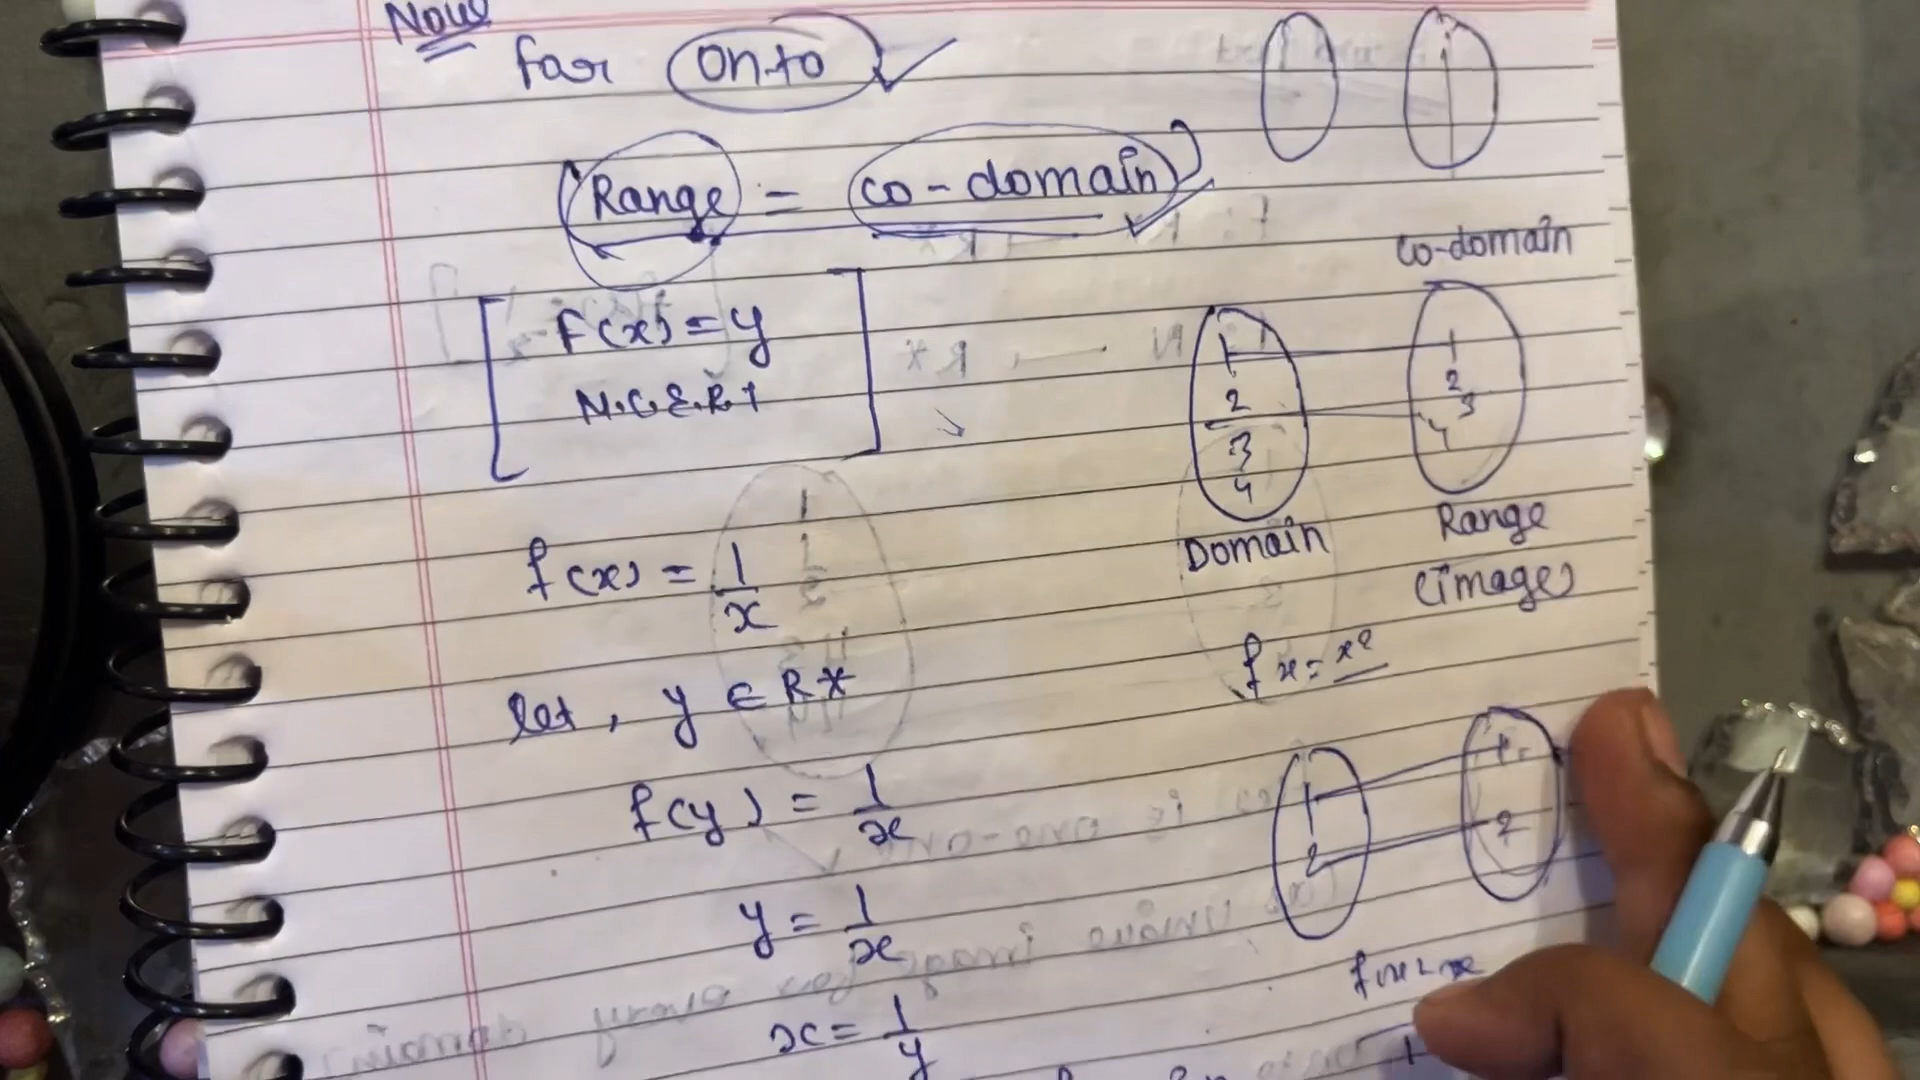 Now
for onto
Range = co-domain
F(x) = y
N.C.E.R.T
f(x) = 1/x
let, y ∈ R*
f(y) = 1/x
y = 1/x
x = 1/y
co-domain
1 1
2 2
3 3
4 4
Domain
Range
(image)
f x = x²
1 1
2 2